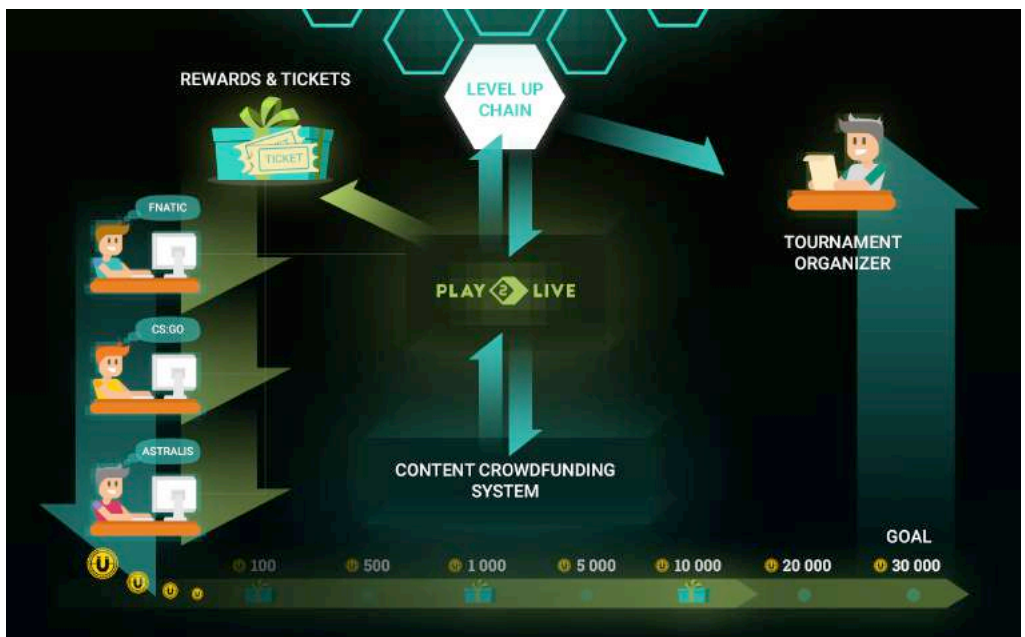 REWARDS & TICKETS
LEVEL UP
CHAIN
TICKET
FNATIC
TOURNAMENT
ORGANIZER
PLAY 2 LIVE
CS:GO
ASTRALIS
CONTENT CROWDFUNDING
SYSTEM
GOAL
U
U 100
U 500
U 1 000
U 5 000
U 10 000
U 20 000
U 30 000
U
U
U